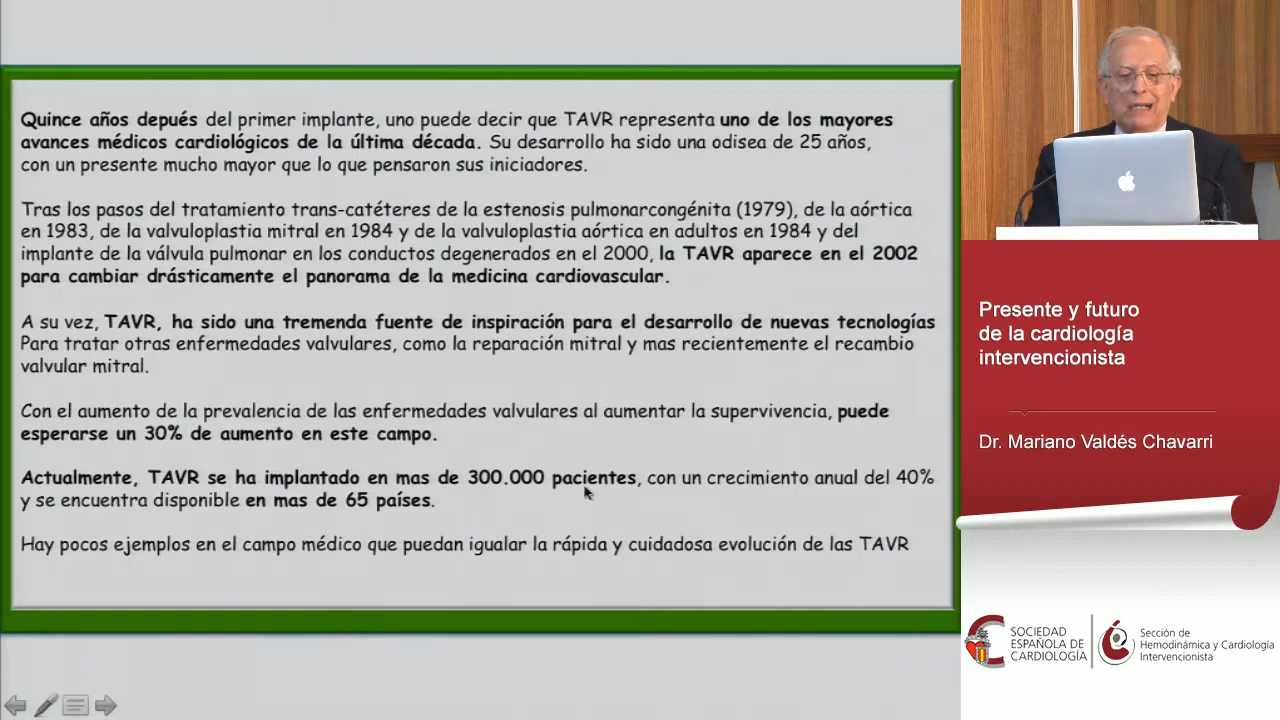 Quince años depués del primer implante, uno puede decir que TAVR representa uno de los mayores
avances médicos cardiológicos de la última década. Su desarrollo ha sido una odisea de 25 años,
con un presente mucho mayor que lo que pensaron sus iniciadores.
Tras los pasos del tratamiento trans-catéteres de la estenosis pulmonarcongénita (1979), de la aórtica
en 1983, de la valvuloplastia mitral en 1984 y de la valvuloplastia aórtica en adultos en 1984 y del
implante de la válvula pulmonar en los conductos degenerados en el 2000, la TAVR aparece en el 2002
para cambiar drásticamente el panorama de la medicina cardiovascular.
A su vez, TAVR, ha sido una tremenda fuente de inspiración para el desarrollo de nuevas tecnologías
Para tratar otras enfermedades valvulares, como la reparación mitral y mas recientemente el recambio
valvular mitral.
Con el aumento de la prevalencia de las enfermedades valvulares al aumentar la supervivencia, puede
esperarse un 30% de aumento en este campo.
Actualmente, TAVR se ha implantado en mas de 300.000 pacientes, con un crecimiento anual del 40%
y se encuentra disponible en mas de 65 países.
Hay pocos ejemplos en el campo médico que puedan igualar la rápida y cuidadosa evolución de las TAVR
Presente y futuro
de la cardiología
intervencionista
Dr. Mariano Valdés Chavarri
SOCIEDAD
ESPAÑOLA DE
CARDIOLOGÍA
Sección de
Hemodinámica y Cardiología
Intervencionista